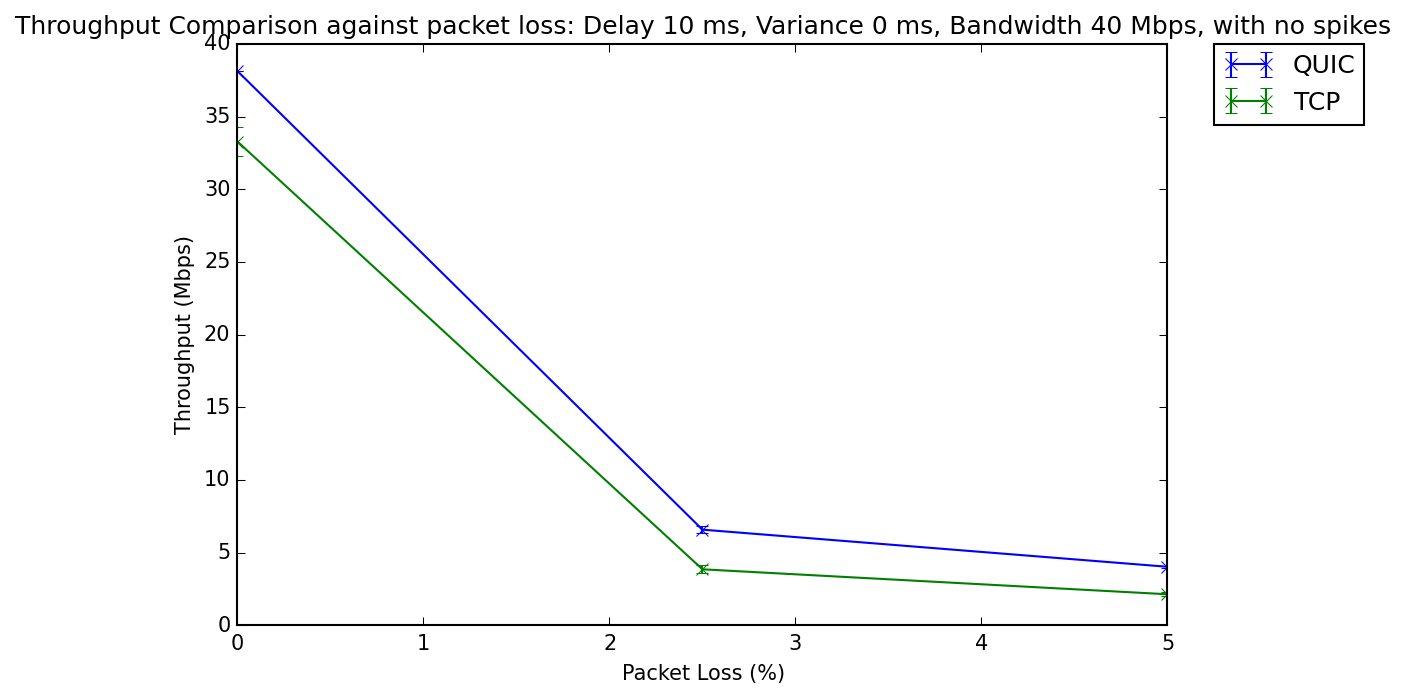 Throughput Comparison against packet loss: Delay 10 ms, Variance 0 ms, Bandwidth 40 Mbps, with no spikes
QUIC
TCP
40
35
30
25
20
15
10
5
0
Throughput (Mbps)
0 1 2 3 4 5
Packet Loss (%)